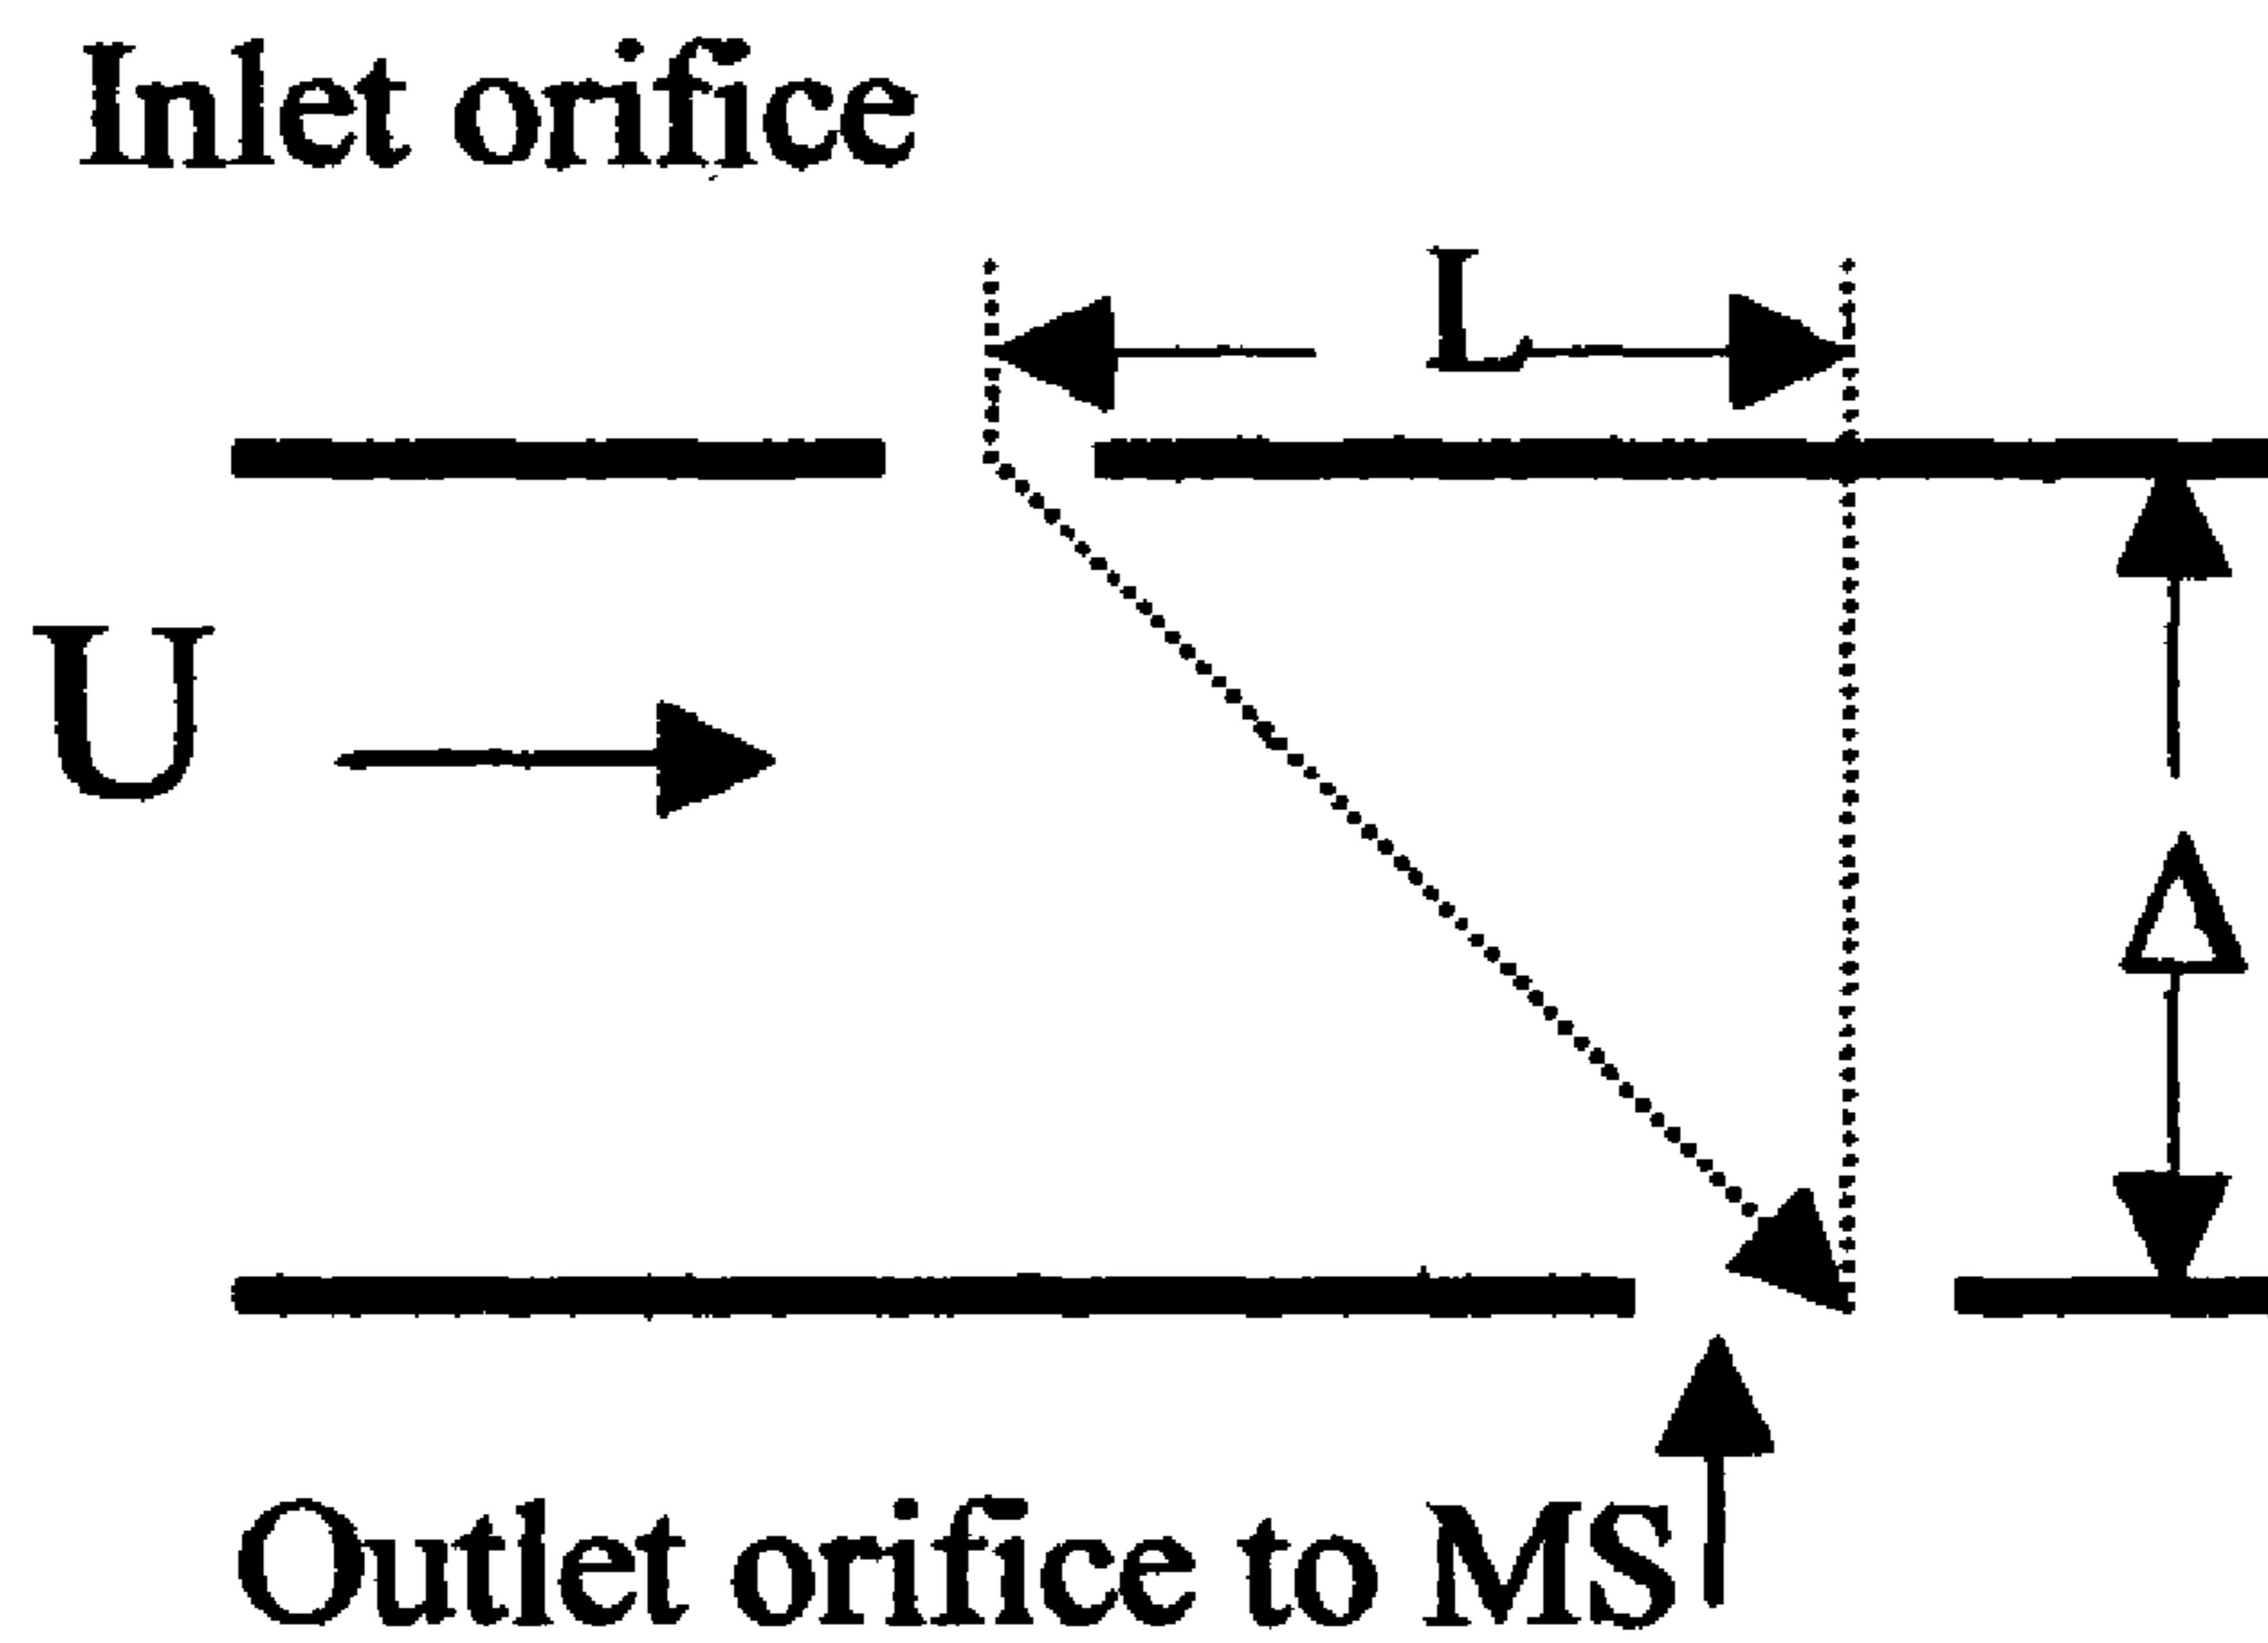 Inlet orifice
L
U
Δ
Outlet orifice to MS